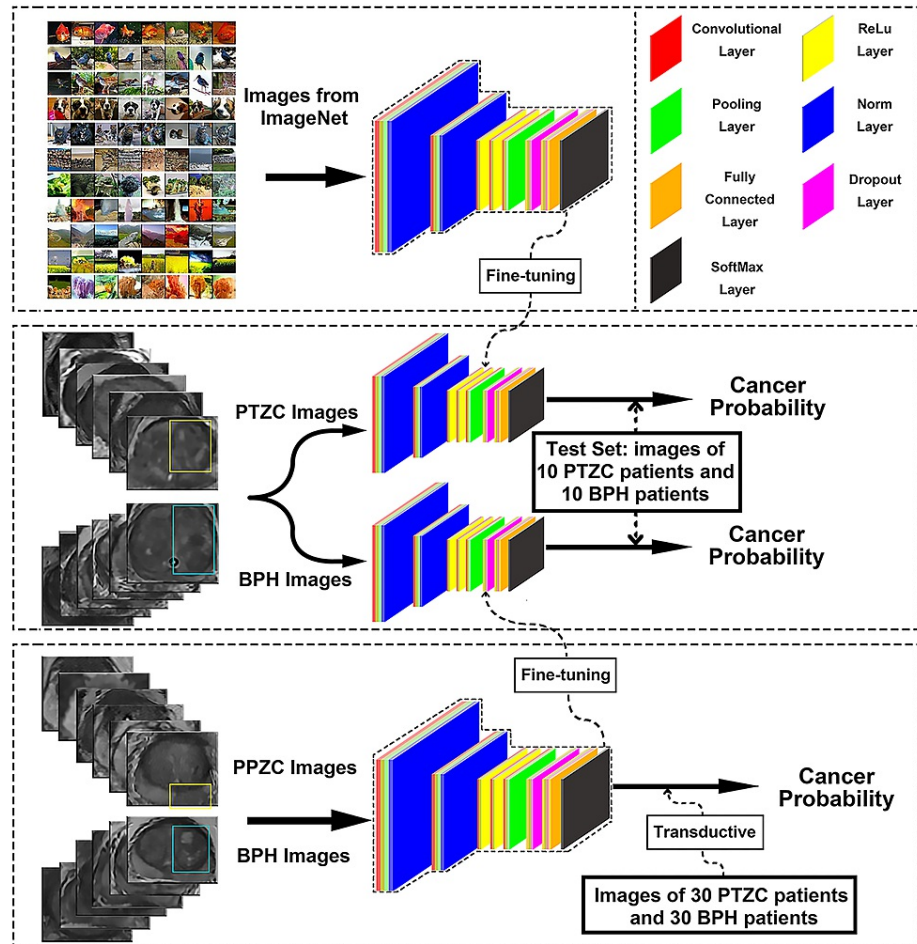 Images from
ImageNet
Convolutional
Layer
ReLu
Layer
Pooling
Layer
Norm
Layer
Fully
Connected
Layer
Dropout
Layer
SoftMax
Layer
Fine-tuning
PTZC Images
BPH Images
Cancer
Probability
Test Set: images of
10 PTZC patients and
10 BPH patients
Cancer
Probability
Fine-tuning
PPZC Images
BPH Images
Cancer
Probability
Transductive
Images of 30 PTZC patients
and 30 BPH patients